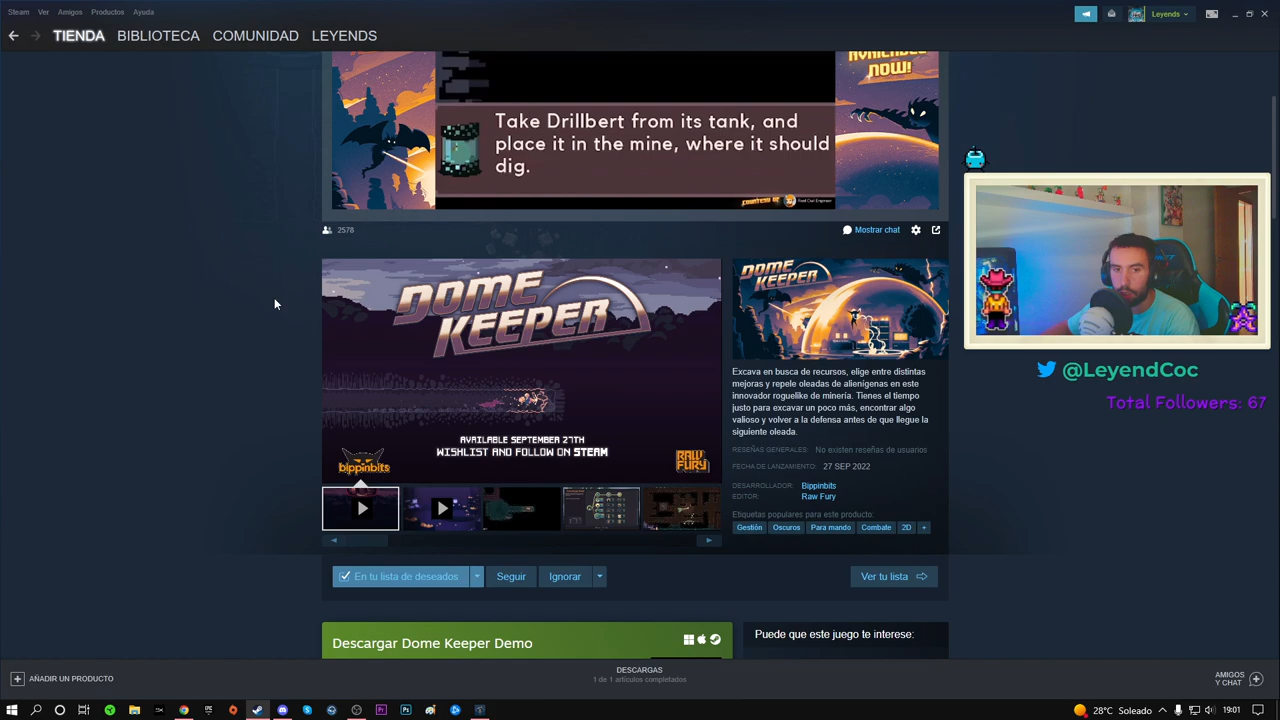 Steam Ver Amigos Productos Ayuda
Leyends
TIENDA BIBLIOTECA COMUNIDAD LEYENDS
AVAILABLE
NOW!
Take Drillbert from its tank, and
place it in the mine, where it should
dig.
COURTESY OF Real Civil Engineer
2578
Mostrar chat
DOME
KEEPER
AVAILABLE SEPTEMBER 27TH
WISHLIST AND FOLLOW ON STEAM
bippinbits
RAW
FURY
DOME
KEEPER
Excava en busca de recursos, elige entre distintas
mejoras y repele oleadas de alienígenas en este
innovador roguelike de minería. Tienes el tiempo
justo para excavar un poco más, encontrar algo
valioso y volver a la defensa antes de que llegue la
siguiente oleada.
RESEÑAS GENERALES: No existen reseñas de usuarios
FECHA DE LANZAMIENTO: 27 SEP 2022
DESARROLLADOR: Bippinbits
EDITOR: Raw Fury
Etiquetas populares para este producto:
Gestión Oscuros Para mando Combate 2D +
@LeyendCoc
Total Followers: 67
En tu lista de deseados
Seguir
Ignorar
Ver tu lista
Descargar Dome Keeper Demo
Puede que este juego te interese:
AÑADIR UN PRODUCTO
DESCARGAS
1 de 1 artículos completados
AMIGOS
Y CHAT
28°C Soleado
19:01